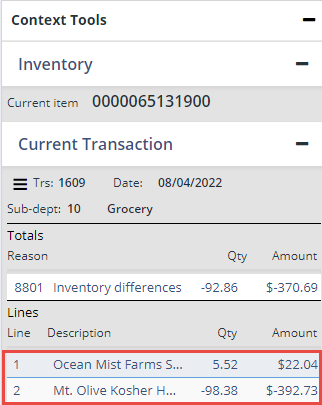 Context Tools
Inventory
Current item 0000065131900
Current Transaction
Trs: 1609 Date: 08/04/2022
Sub-dept: 10 Grocery
Totals
Reason Qty Amount
8801 Inventory differences -92.86 $-370.69
Lines
Line Description Qty Amount
1 Ocean Mist Farms S... 5.52 $22.04
2 Mt. Olive Kosher H... -98.38 $-392.73